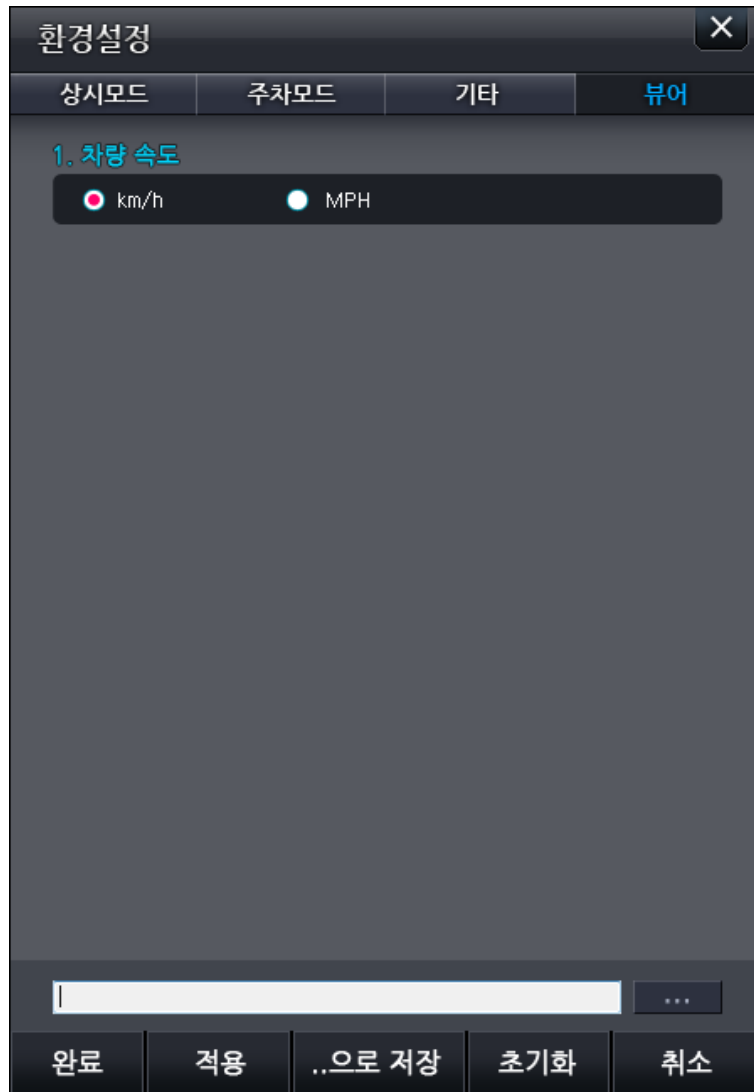 환경설정
상시모드 주차모드 기타 뷰어
1. 차량 속도
km/h MPH
...
완료 적용 ..으로 저장 초기화 취소